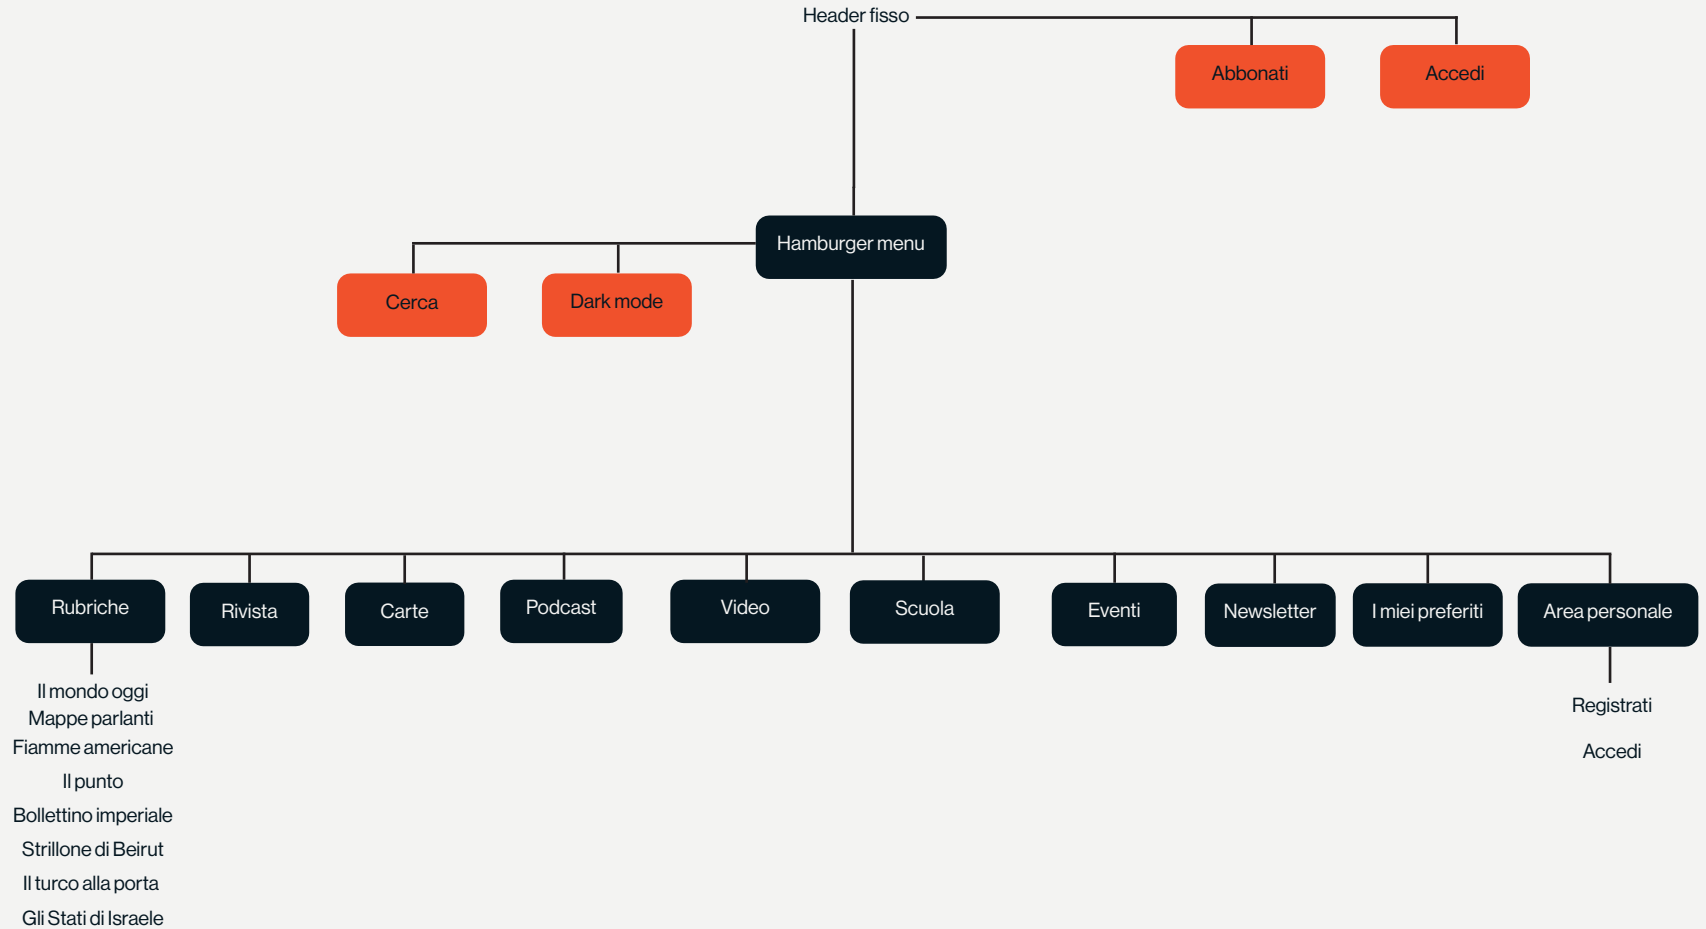 Header fisso
Abbonati
Accedi
Hamburger menu
Cerca
Dark mode
Rubriche
Rivista
Carte
Podcast
Video
Scuola
Eventi
Newsletter
I miei preferiti
Area personale
Il mondo oggi
Mappe parlanti
Fiamme americane
Il punto
Bollettino imperiale
Strillone di Beirut
Il turco alla porta
Gli Stati di Israele
Registrati
Accedi